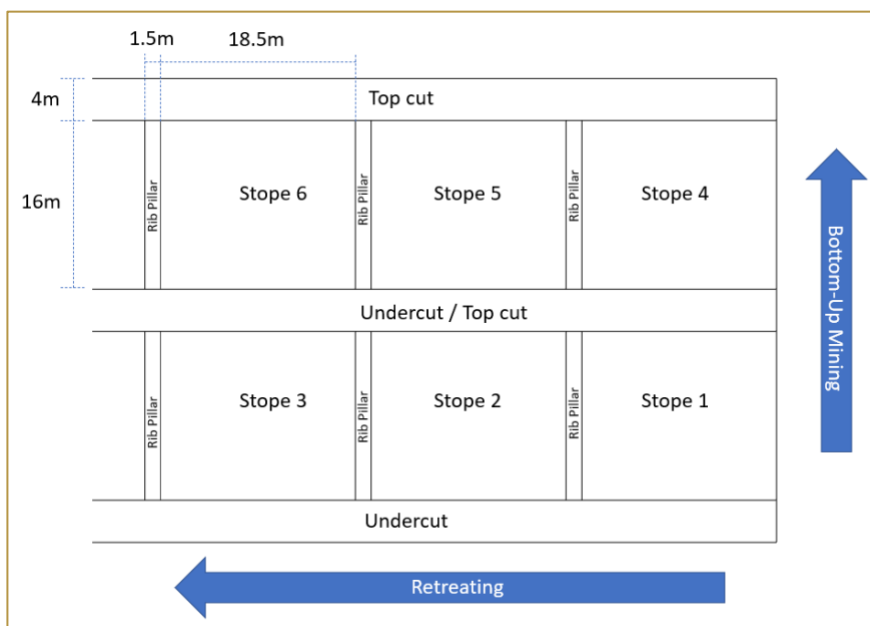 1.5m
18.5m
4m
Top cut
16m
Rib Pillar
Stope 6
Rib Pillar
Stope 5
Rib Pillar
Stope 4
Bottom-Up Mining
Undercut / Top cut
Rib Pillar
Stope 3
Rib Pillar
Stope 2
Rib Pillar
Stope 1
Undercut
Retreating